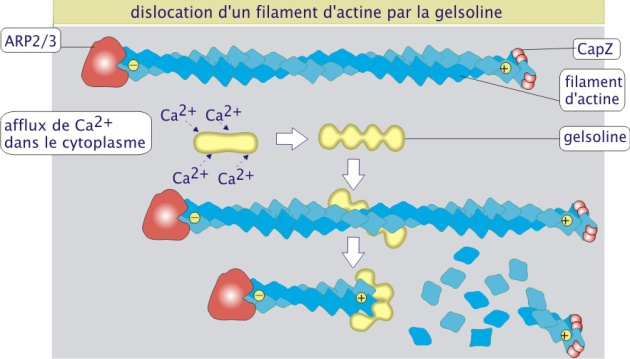 dislocation d'un filament d'actine par la gelsoline
ARP2/3
CapZ
−
+
filament
d'actine
afflux de Ca2+
dans le cytoplasme
Ca2+ Ca2+
Ca2+ Ca2+
gelsoline
−
+
−
+
+